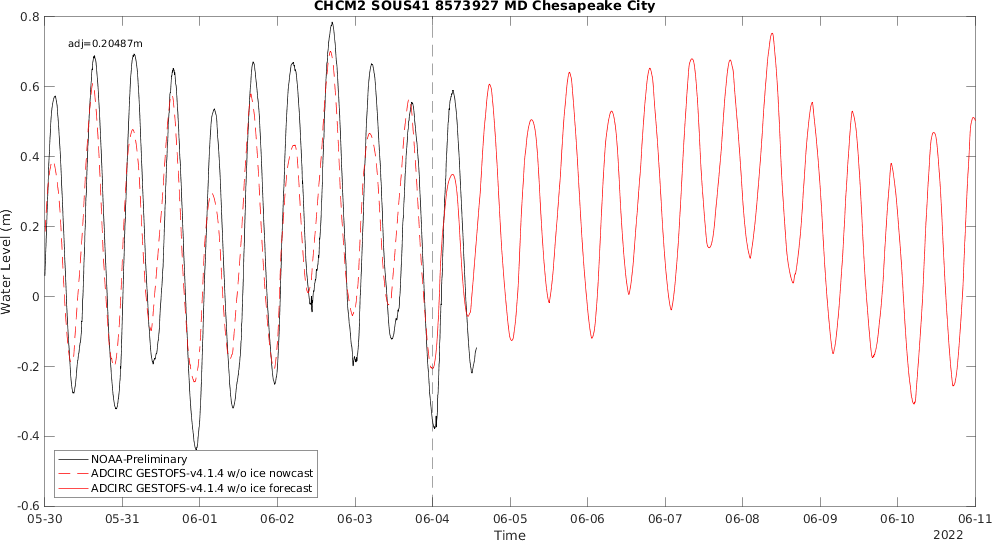 CHCM2 SOUS41 8573927 MD Chesapeake City
adj=0.20487m
0.8
0.6
0.4
0.2
0
-0.2
-0.4
-0.6
Water Level (m)
NOAA-Preliminary
ADCIRC GESTOFS-v4.1.4 w/o ice nowcast
ADCIRC GESTOFS-v4.1.4 w/o ice forecast
05-30 05-31 06-01 06-02 06-03 06-04 06-05 06-06 06-07 06-08 06-09 06-10 06-11
Time
2022